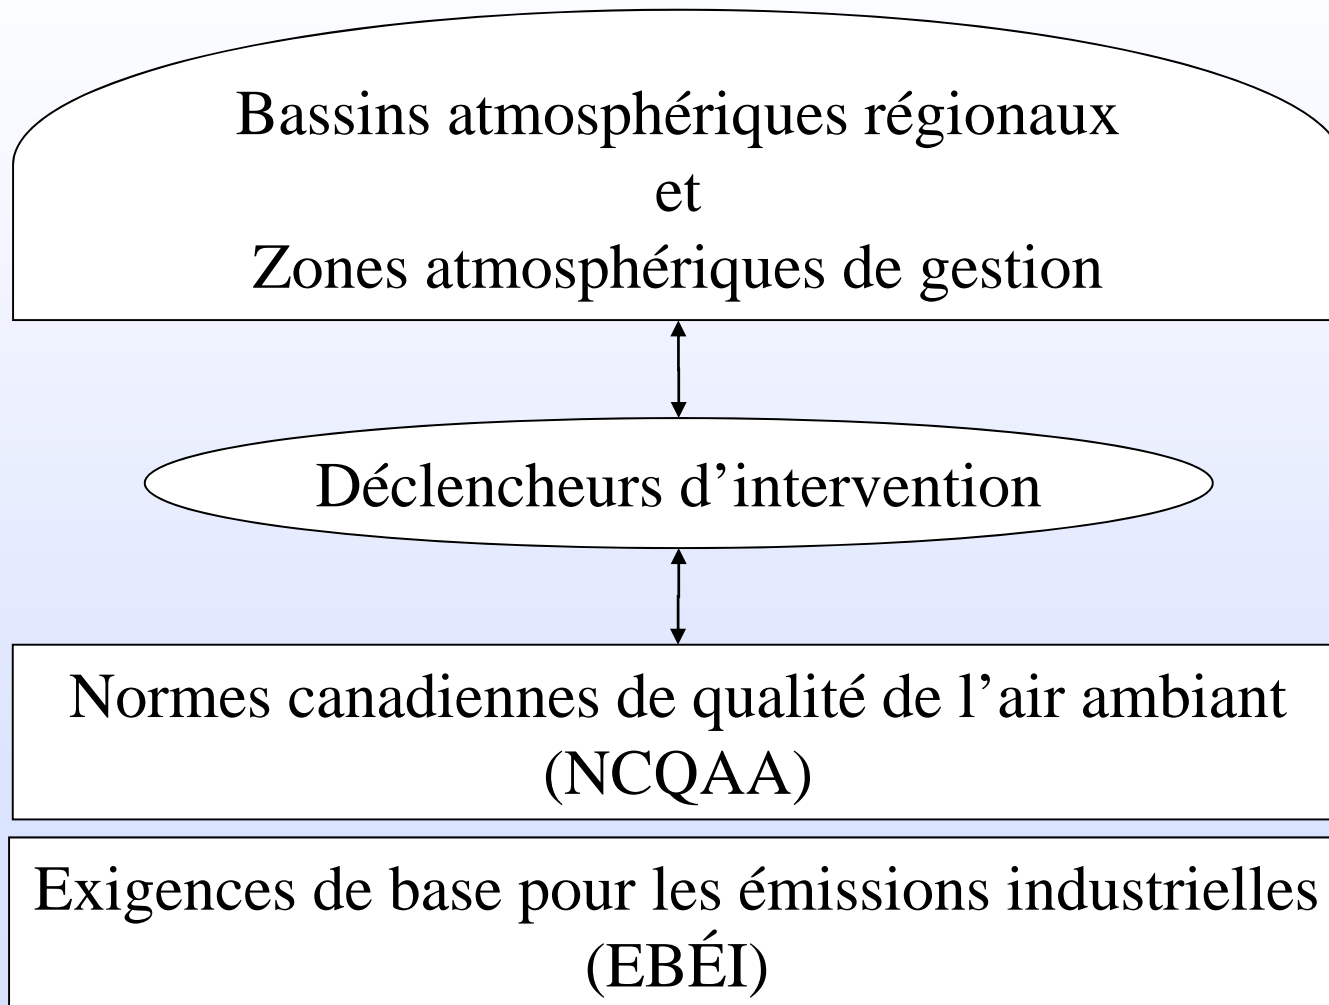 Bassins atmosphériques régionaux
et
Zones atmosphériques de gestion
Déclencheurs d’intervention
Normes canadiennes de qualité de l’air ambiant
(NCQAA)
Exigences de base pour les émissions industrielles
(EBÉI)